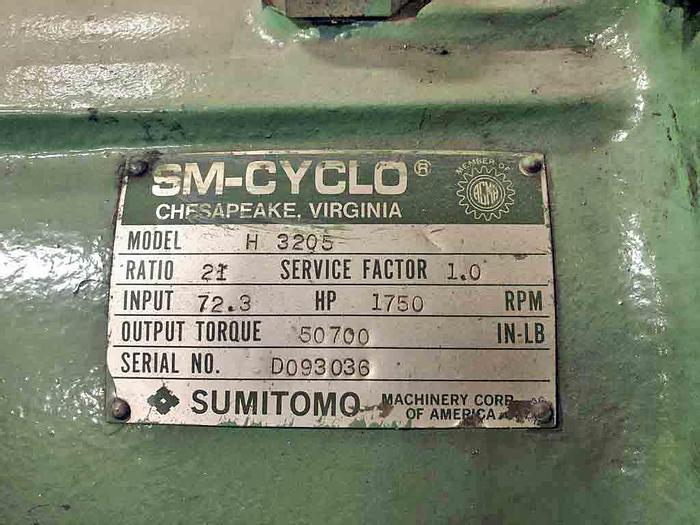 SM-CYCLO®
CHESAPEAKE, VIRGINIA
MEMBER OF
AGMA
MODEL H 3205
RATIO 21 SERVICE FACTOR 1.0
INPUT 72.3 HP 1750 RPM
OUTPUT TORQUE 50700 IN-LB
SERIAL NO. D093036
SUMITOMO MACHINERY CORP.
OF AMERICA